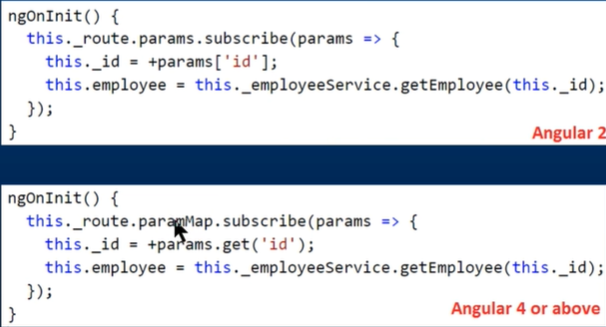 ngOnInit() {
  this._route.params.subscribe(params => {
    this._id = +params['id'];
    this.employee = this._employeeService.getEmployee(this._id);
  });
}
Angular 2
ngOnInit() {
  this._route.paramMap.subscribe(params => {
    this._id = +params.get('id');
    this.employee = this._employeeService.getEmployee(this._id);
  });
}
Angular 4 or above